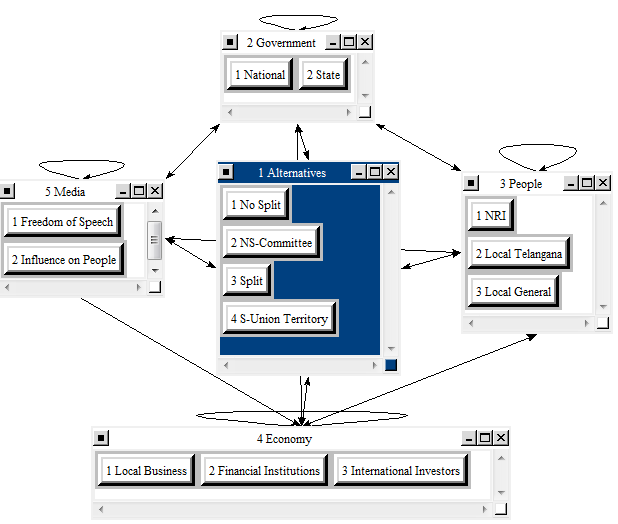 2 Government
1 National
2 State
1 Alternatives
1 No Split
2 NS-Committee
3 Split
4 S-Union Territory
5 Media
1 Freedom of Speech
2 Influence on People
3 People
1 NRI
2 Local Telangana
3 Local General
4 Economy
1 Local Business
2 Financial Institutions
3 International Investors